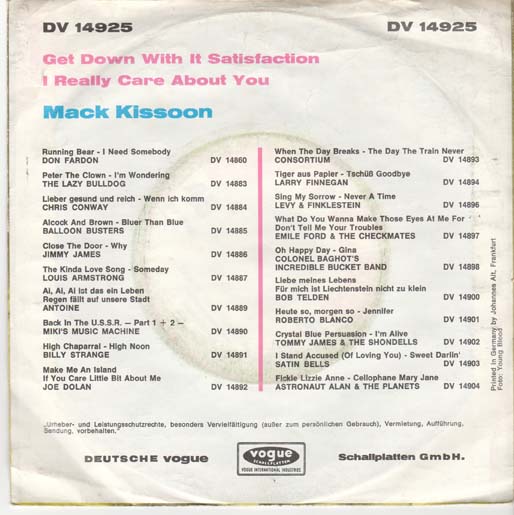 DV 14925 DV 14925
Get Down With It Satisfaction
I Really Care About You
Mack Kissoon
Running Bear - I Need Somebody
DON FARDON DV 14860
Peter The Clown - I'm Wondering
THE LAZY BULLDOG DV 14883
Lieber gesund und reich - Wenn ich komm
CHRIS CONWAY DV 14884
Alcock And Brown - Bluer Than Blue
BALLOON BUSTERS DV 14885
Close The Door - Why
JIMMY JAMES DV 14886
The Kinda Love Song - Someday
LOUIS ARMSTRONG DV 14887
Ai, Ai, Ai ist das ein Leben
Regen fällt auf unsere Stadt
ANTOINE DV 14889
Back In The U.S.S.R. — Part 1 + 2 -
MIKI'S MUSIC MACHINE DV 14890
High Chaparral - High Noon
BILLY STRANGE DV 14891
Make Me An Island
If You Care Little Bit About Me
JOE DOLAN DV 14892
When The Day Breaks - The Day The Train Never
CONSORTIUM DV 14893
Tiger aus Papier - Tschüß Goodbye
LARRY FINNEGAN DV 14894
Sing My Sorrow - Never A Time
LEVY & FINKLESTEIN DV 14896
What Do You Wanna Make Those Eyes At Me For
Don't Tell Me Your Troubles
EMILE FORD & THE CHECKMATES DV 14897
Oh Happy Day - Gina
COLONEL BAGHOT'S
INCREDIBLE BUCKET BAND DV 14898
Liebe meines Lebens
Für mich ist Liechtenstein nicht zu klein
BOB TELDEN DV 14900
Heute so, morgen so - Jennifer
ROBERTO BLANCO DV 14901
Crystal Blue Persuasion - I'm Alive
TOMMY JAMES & THE SHONDELLS DV 14902
I Stand Accused (Of Loving You) - Sweet Darlin'
SATIN BELLS DV 14903
Fickle Lizzie Anne - Cellophane Mary Jane
ASTRONAUT ALAN & THE PLANETS DV 14904
Printed in Germany by Johannes Alt, Frankfurt
Foto: Young Blood
„Urheber- und Leistungsschutzrechte, besonders Vervielfältigung (außer zum persönlichen Gebrauch), Vermietung, Aufführung,
Sendung, vorbehalten."
DEUTSCHE vogue vogue Schallplatten GmbH.
SCHALLPLATTEN
VOGUE INTERNATIONAL INDUSTRIES